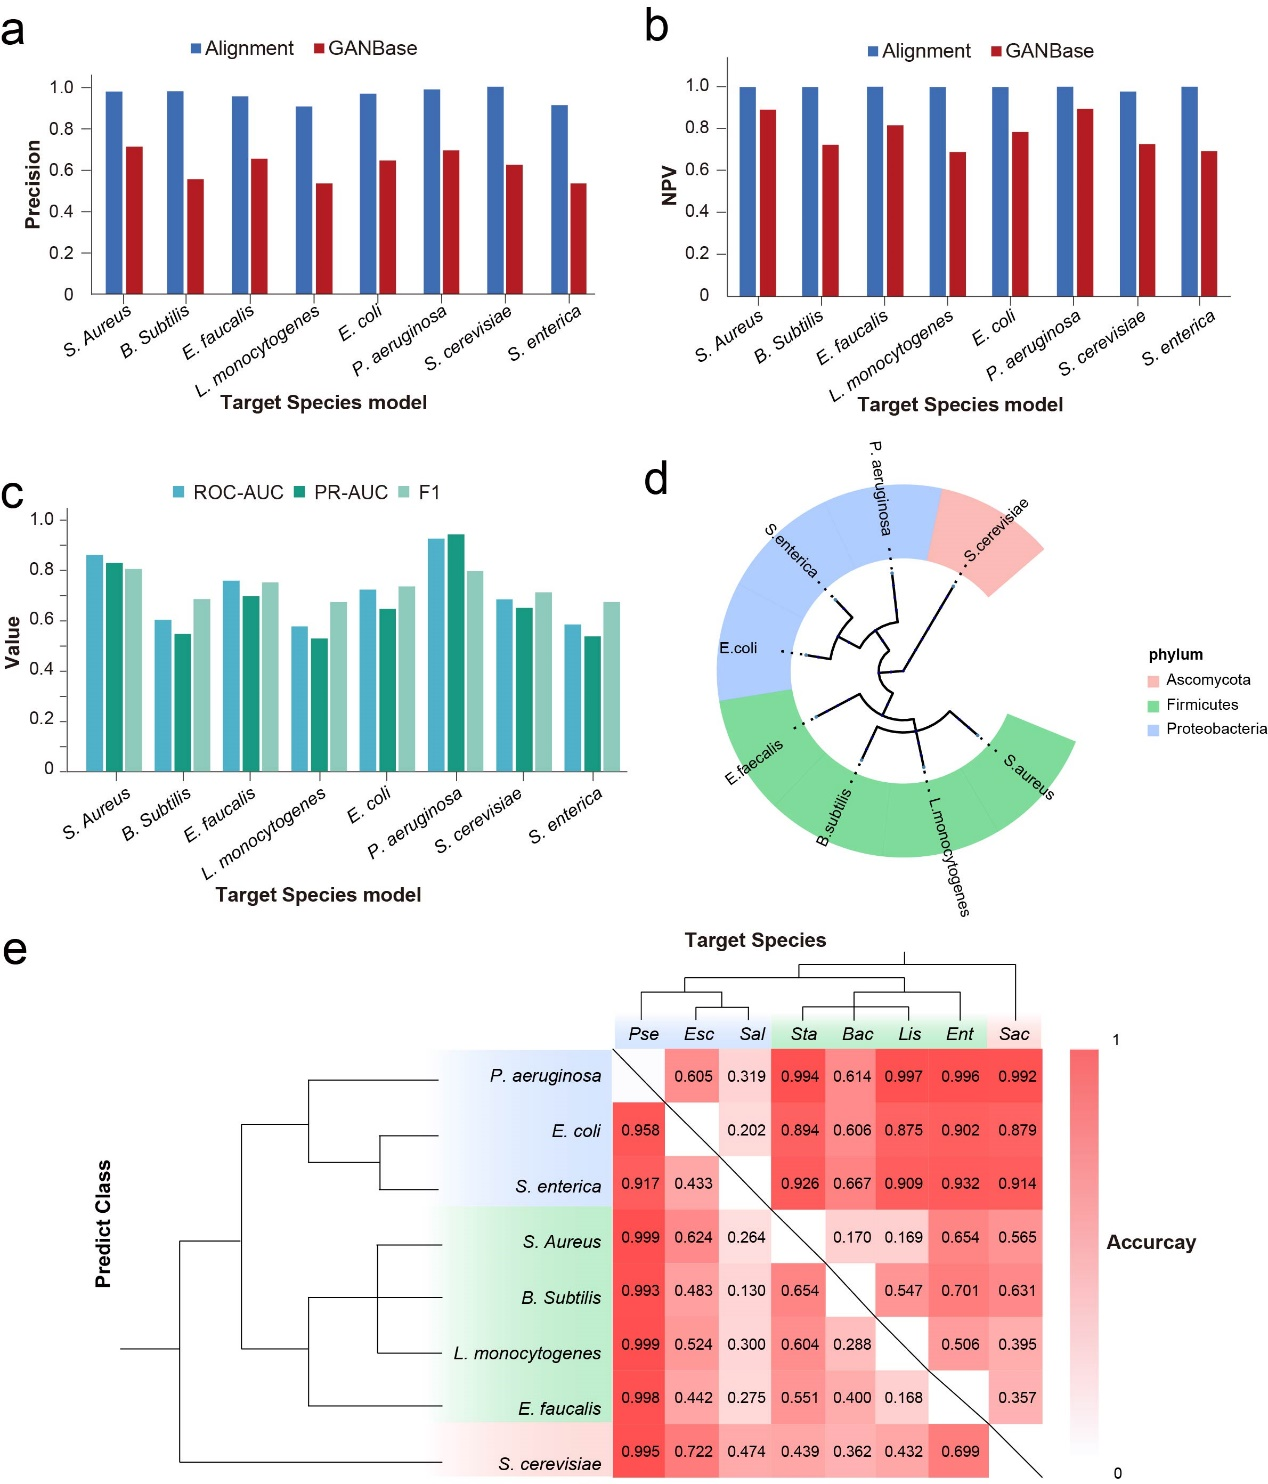 a
Alignment GANBase
Precision
1.0
0.8
0.6
0.4
0.2
0
S. Aureus
B. Subtilis
E. faucalis
L. monocytogenes
E. coli
P. aeruginosa
S. cerevisiae
S. enterica
Target Species model
b
Alignment GANBase
NPV
1.0
0.8
0.6
0.4
0.2
0
S. Aureus
B. Subtilis
E. faucalis
L. monocytogenes
E. coli
P. aeruginosa
S. cerevisiae
S. enterica
Target Species model
c
ROC-AUC PR-AUC F1
Value
1.0
0.8
0.6
0.4
0.2
0
S. Aureus
B. Subtilis
E. faucalis
L. monocytogenes
E. coli
P. aeruginosa
S. cerevisiae
S. enterica
Target Species model
d
P. aeruginosa
S.cerevisiae
S.enterica
E.coli
E.faecalis
B.subtilis
L.monocytogenes
S.aureus
phylum
Ascomycota
Firmicutes
Proteobacteria
e
Target Species
Pse Esc Sal Sta Bac Lis Ent Sac
Predict Class
P. aeruginosa 0.605 0.319 0.994 0.614 0.997 0.996 0.992
E. coli 0.958 0.202 0.894 0.606 0.875 0.902 0.879
S. enterica 0.917 0.433 0.926 0.667 0.909 0.932 0.914
S. Aureus 0.999 0.624 0.264 0.170 0.169 0.654 0.565
B. Subtilis 0.993 0.483 0.130 0.654 0.547 0.701 0.631
L. monocytogenes 0.999 0.524 0.300 0.604 0.288 0.506 0.395
E. faucalis 0.998 0.442 0.275 0.551 0.400 0.168 0.357
S. cerevisiae 0.995 0.722 0.474 0.439 0.362 0.432 0.699
1
Accurcay
0